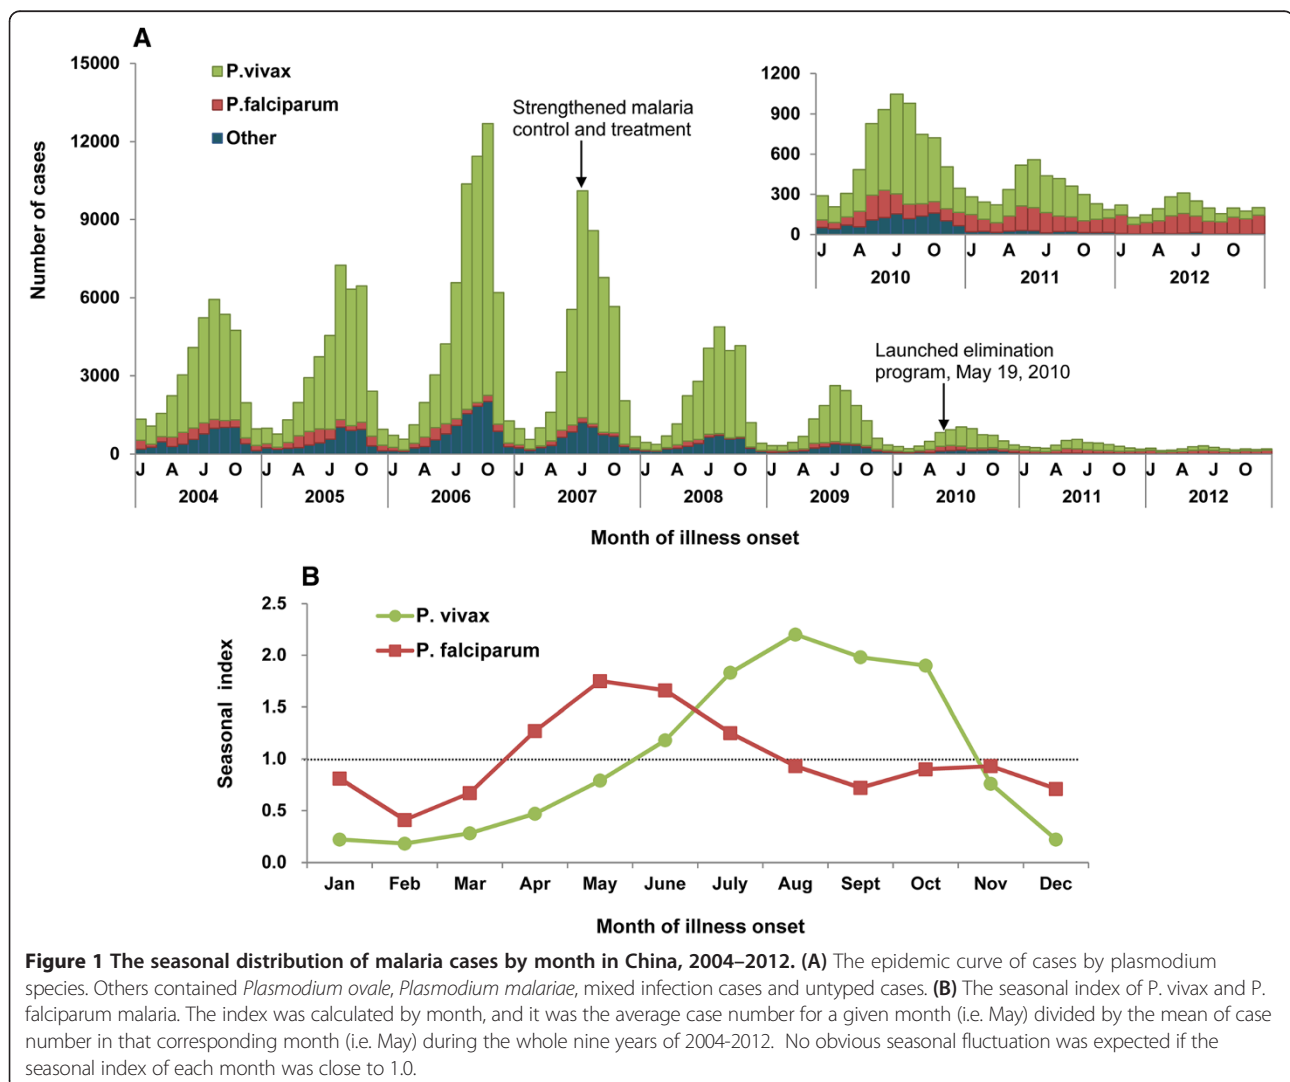 A
15000
12000
9000
6000
3000
0
Number of cases
P.vivax
P.falciparum
Other
Strengthened malaria
control and treatment
Launched elimination
program, May 19, 2010
J A J O J A J O J A J O J A J O J A J O J A J O J A J O J A J O J A J O
2004 2005 2006 2007 2008 2009 2010 2011 2012
Month of illness onset
1200
900
600
300
0
J A J O J A J O J A J O
2010 2011 2012
B
2.5
2.0
1.5
1.0
0.5
0.0
Seasonal index
P. vivax
P. falciparum
Jan Feb Mar Apr May June July Aug Sept Oct Nov Dec
Month of illness onset
Figure 1 The seasonal distribution of malaria cases by month in China, 2004–2012. (A) The epidemic curve of cases by plasmodium
species. Others contained Plasmodium ovale, Plasmodium malariae, mixed infection cases and untyped cases. (B) The seasonal index of P. vivax and P.
falciparum malaria. The index was calculated by month, and it was the average case number for a given month (i.e. May) divided by the mean of case
number in that corresponding month (i.e. May) during the whole nine years of 2004-2012. No obvious seasonal fluctuation was expected if the
seasonal index of each month was close to 1.0.